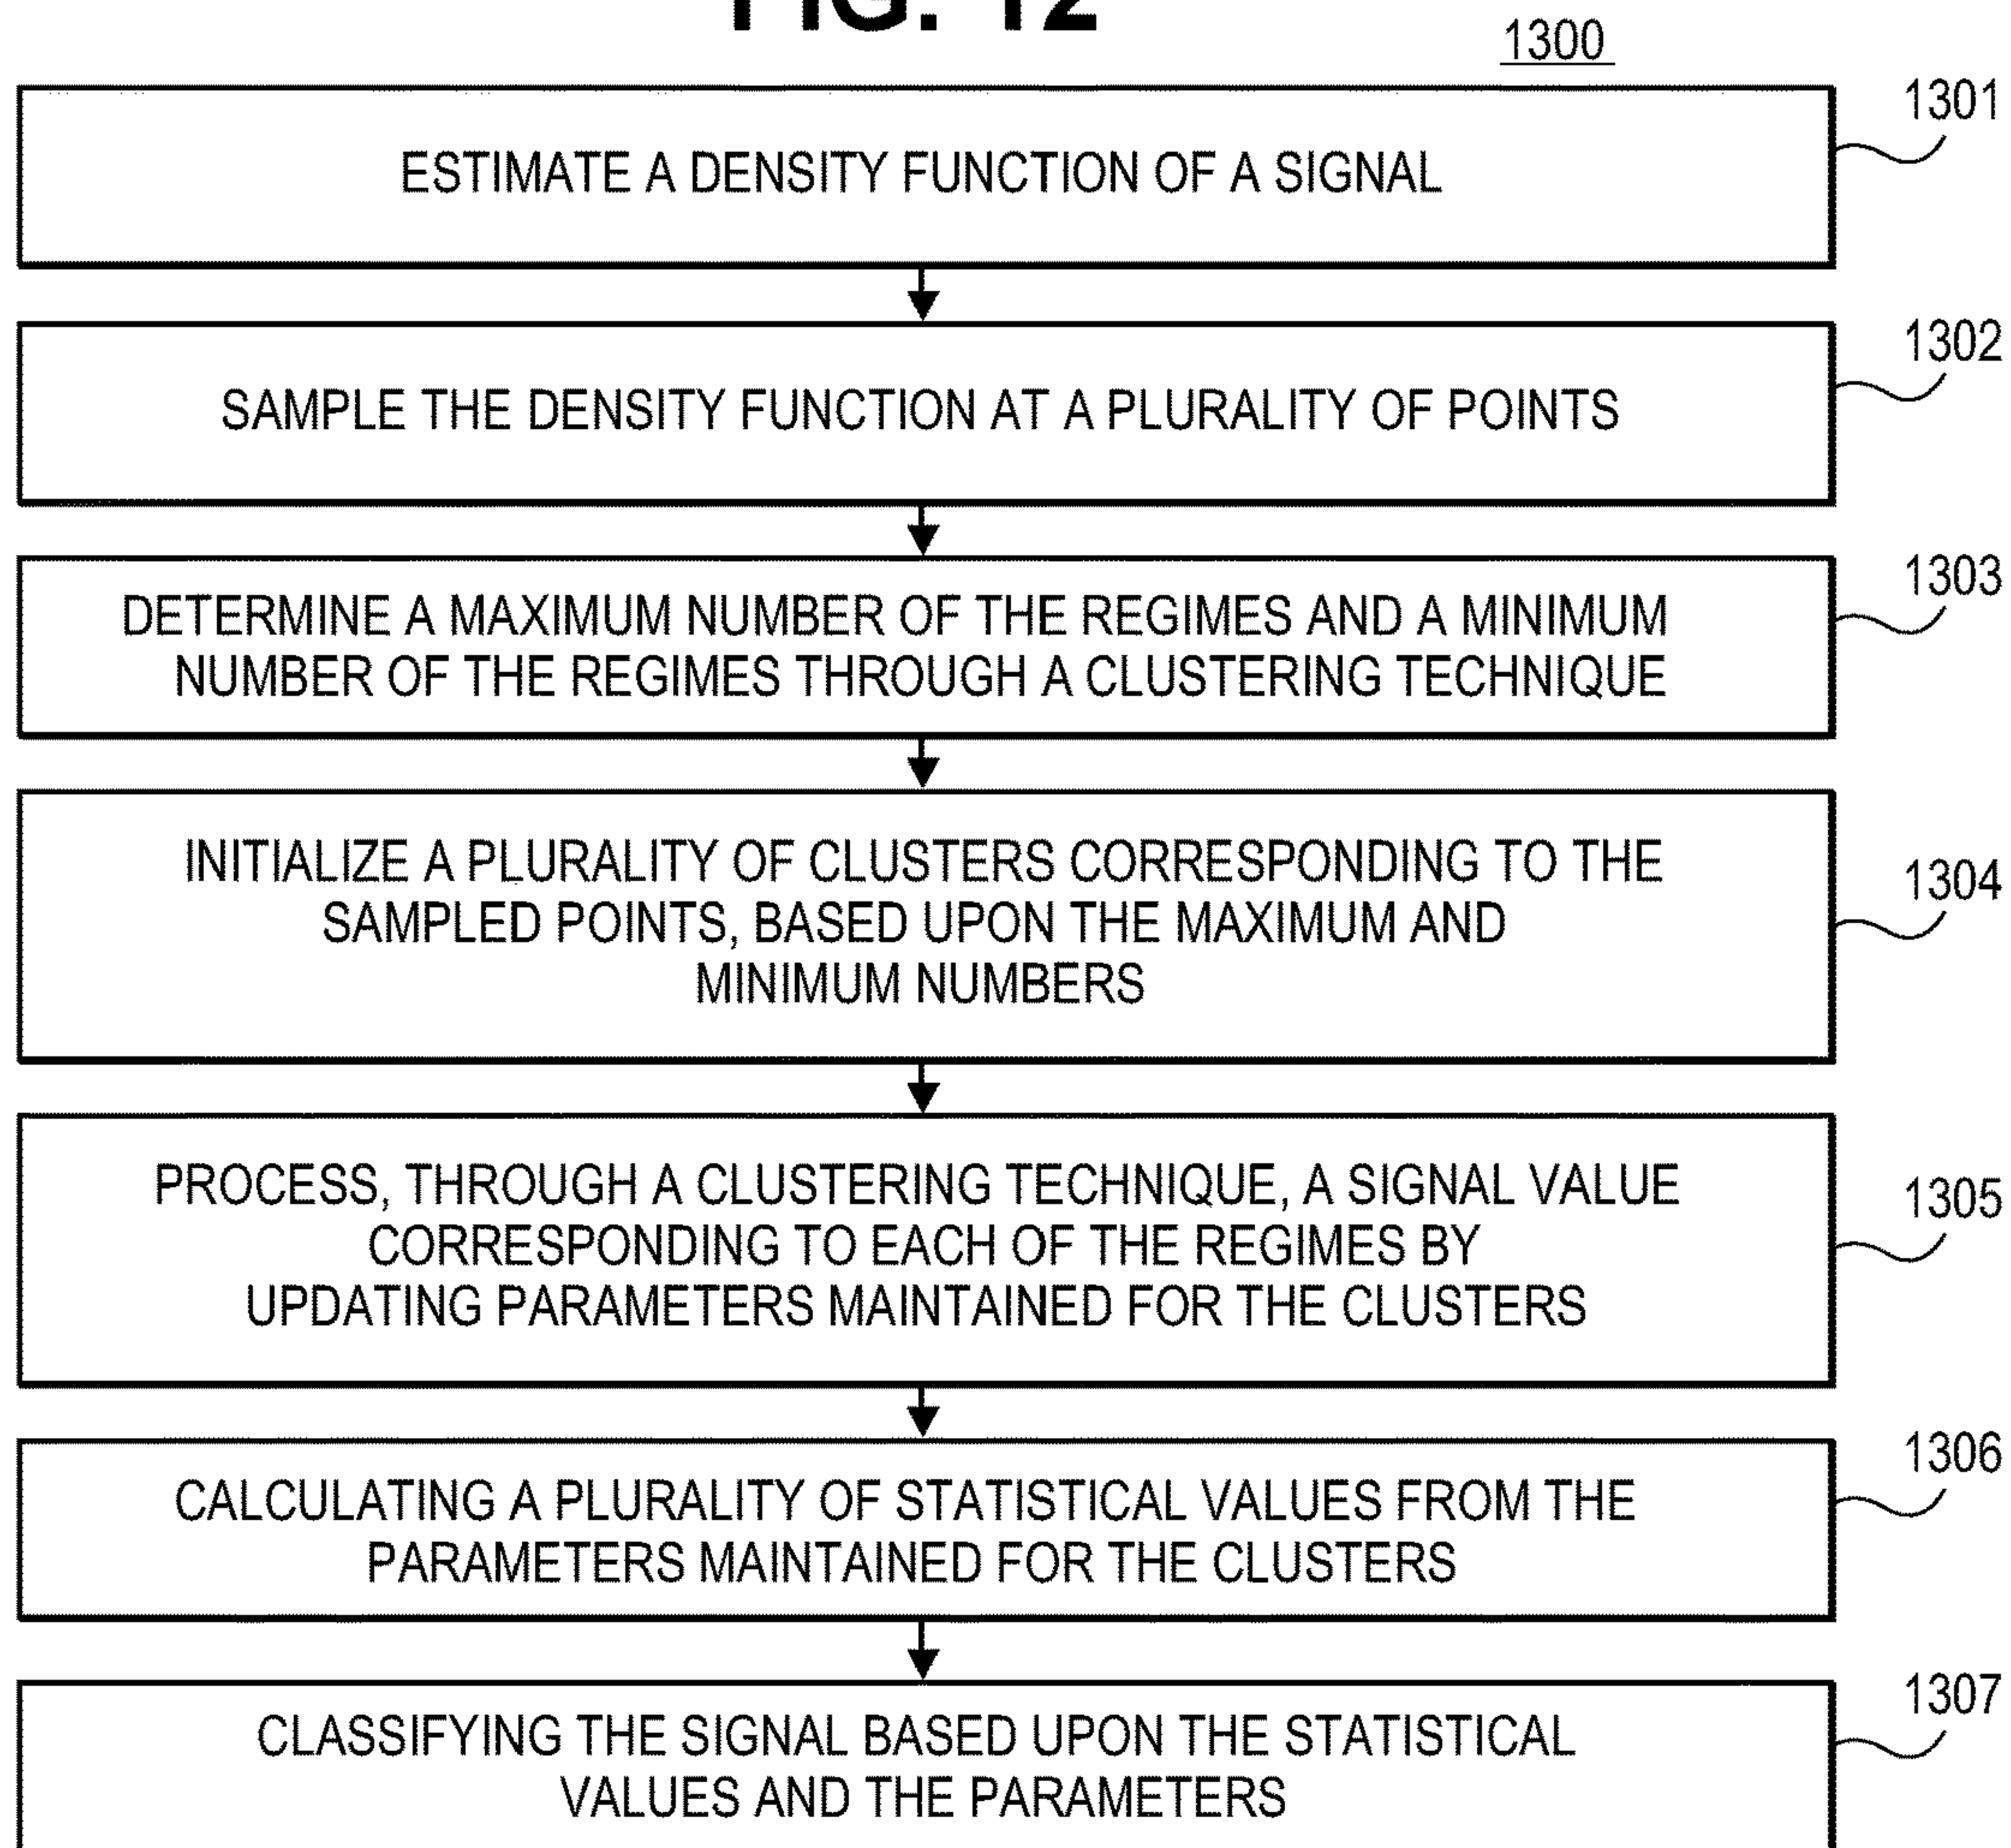 FIG. 12
1300
1301
ESTIMATE A DENSITY FUNCTION OF A SIGNAL
1302
SAMPLE THE DENSITY FUNCTION AT A PLURALITY OF POINTS
1303
DETERMINE A MAXIMUM NUMBER OF THE REGIMES AND A MINIMUM
NUMBER OF THE REGIMES THROUGH A CLUSTERING TECHNIQUE
1304
INITIALIZE A PLURALITY OF CLUSTERS CORRESPONDING TO THE
SAMPLED POINTS, BASED UPON THE MAXIMUM AND
MINIMUM NUMBERS
1305
PROCESS, THROUGH A CLUSTERING TECHNIQUE, A SIGNAL VALUE
CORRESPONDING TO EACH OF THE REGIMES BY
UPDATING PARAMETERS MAINTAINED FOR THE CLUSTERS
1306
CALCULATING A PLURALITY OF STATISTICAL VALUES FROM THE
PARAMETERS MAINTAINED FOR THE CLUSTERS
1307
CLASSIFYING THE SIGNAL BASED UPON THE STATISTICAL
VALUES AND THE PARAMETERS